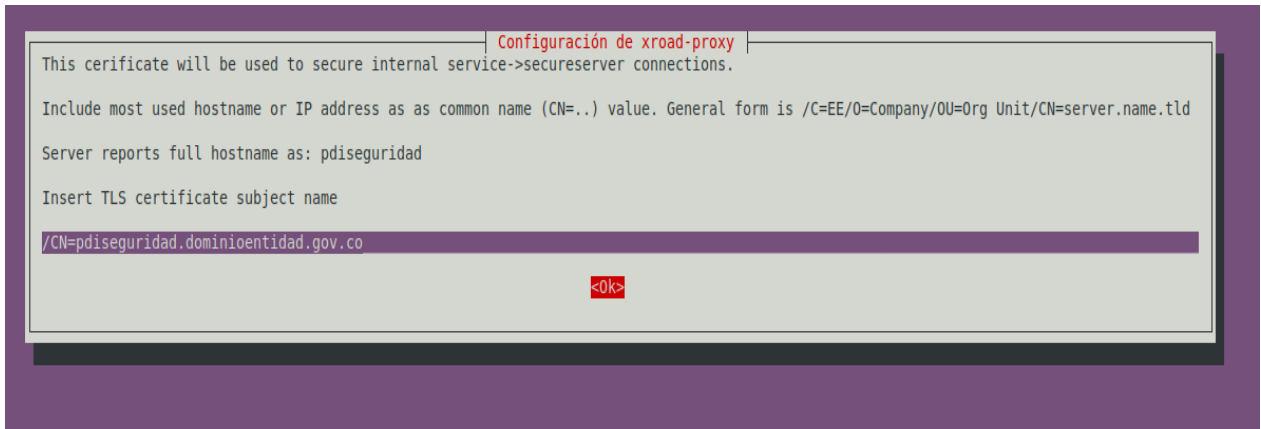 Configuración de xroad-proxy
This cerificate will be used to secure internal service->secureserver connections.
Include most used hostname or IP address as as common name (CN=..) value. General form is /C=EE/O=Company/OU=Org Unit/CN=server.name.tld
Server reports full hostname as: pdiseguridad
Insert TLS certificate subject name
/CN=pdiseguridad.dominioentidad.gov.co
<Ok>